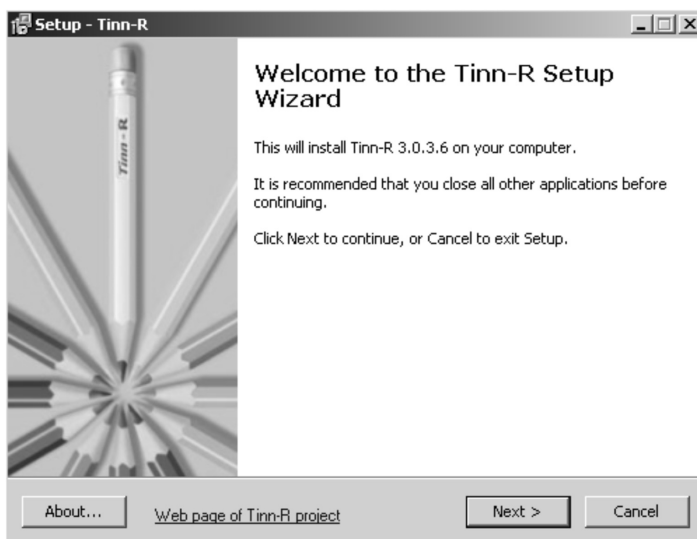 Setup - Tinn-R
Tinn - R
Welcome to the Tinn-R Setup
Wizard
This will install Tinn-R 3.0.3.6 on your computer.
It is recommended that you close all other applications before
continuing.
Click Next to continue, or Cancel to exit Setup.
About...
Web page of Tinn-R project
Next >
Cancel